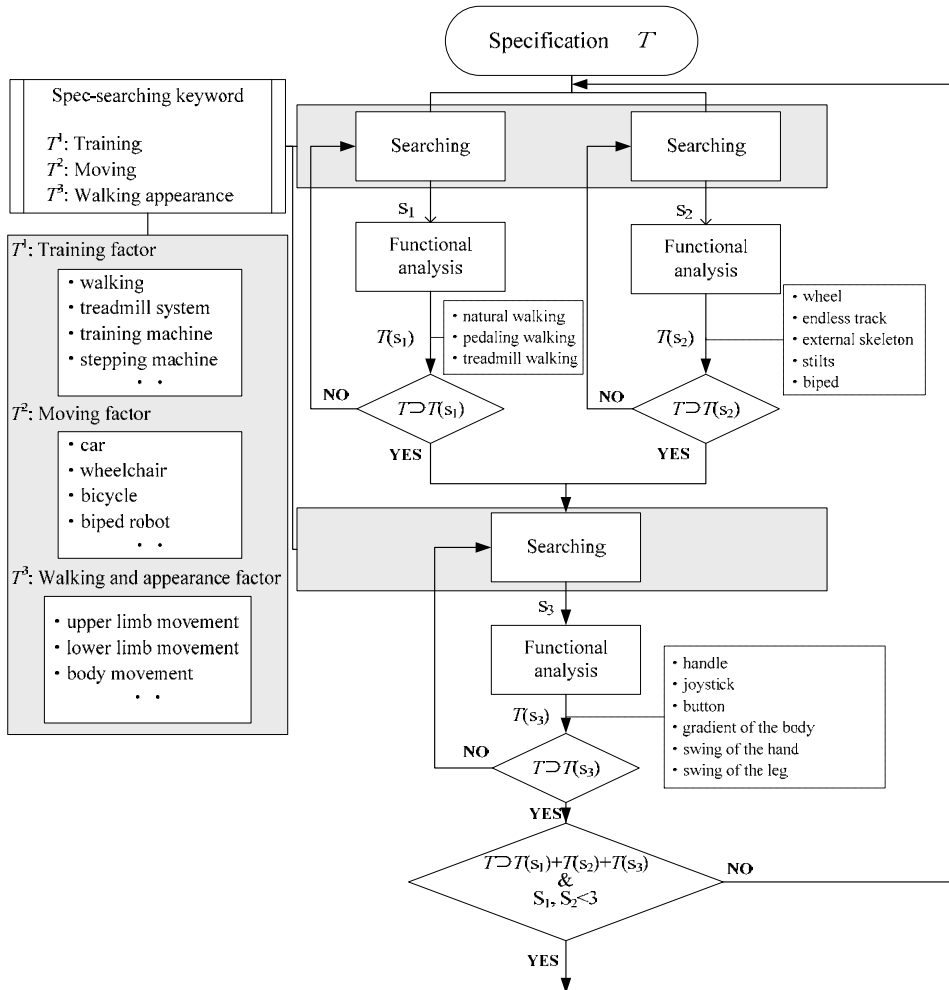 Specification T
Spec-searching keyword
T¹: Training
T²: Moving
T³: Walking appearance
T¹: Training factor
• walking
• treadmill system
• training machine
• stepping machine
• •
T²: Moving factor
• car
• wheelchair
• bicycle
• biped robot
• •
T³: Walking and appearance factor
• upper limb movement
• lower limb movement
• body movement
• •
Searching
s₁
Functional
analysis
T(s₁)
• natural walking
• pedaling walking
• treadmill walking
NO
T⊃T(s₁)
YES
Searching
s₂
Functional
analysis
T(s₂)
• wheel
• endless track
• external skeleton
• stilts
• biped
NO
T⊃T(s₂)
YES
Searching
s₃
Functional
analysis
T(s₃)
• handle
• joystick
• button
• gradient of the body
• swing of the hand
• swing of the leg
NO
T⊃T(s₃)
YES
T⊃T(s₁)+T(s₂)+T(s₃)
&
S₁, S₂<3
NO
YES